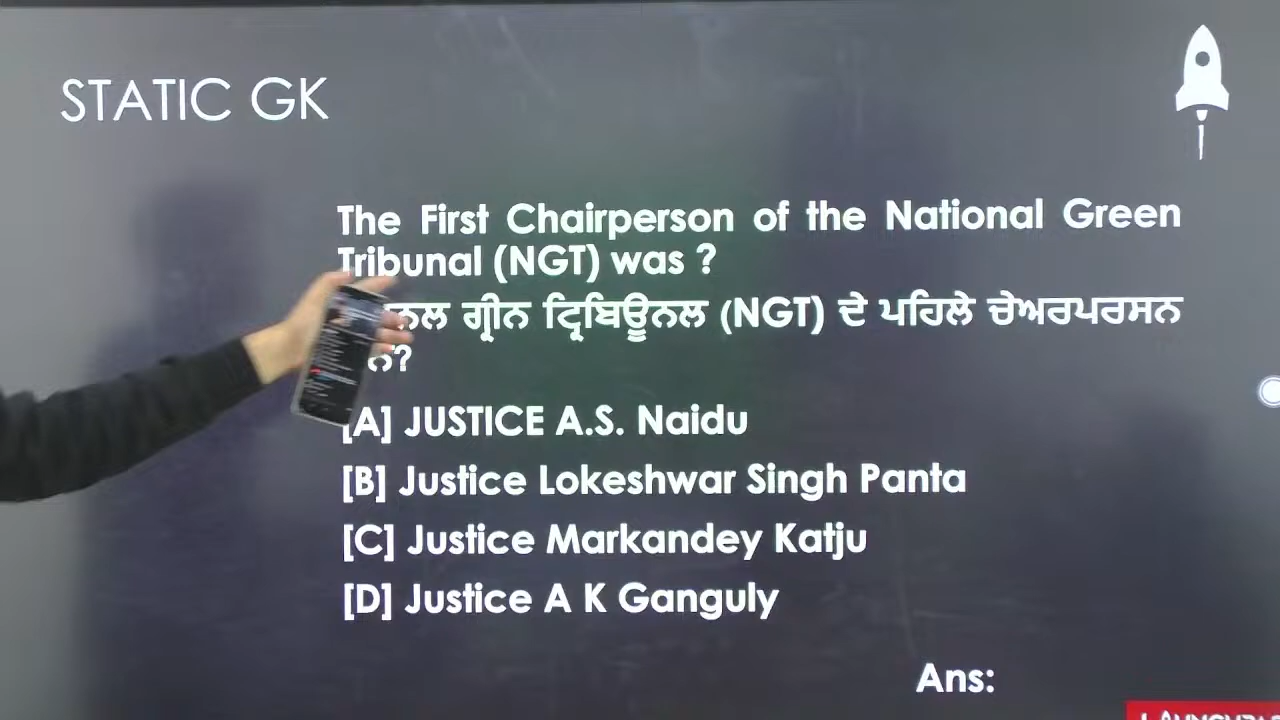 STATIC GK
The First Chairperson of the National Green
Tribunal (NGT) was ?
ਗ੍ਰੀਨ ਟ੍ਰਿਬਿਊਨਲ (NGT) ਦੇ ਪਹਿਲੇ ਚੇਅਰਪਰਸਨ
[A] JUSTICE A.S. Naidu
[B] Justice Lokeshwar Singh Panta
[C] Justice Markandey Katju
[D] Justice A K Ganguly
Ans: